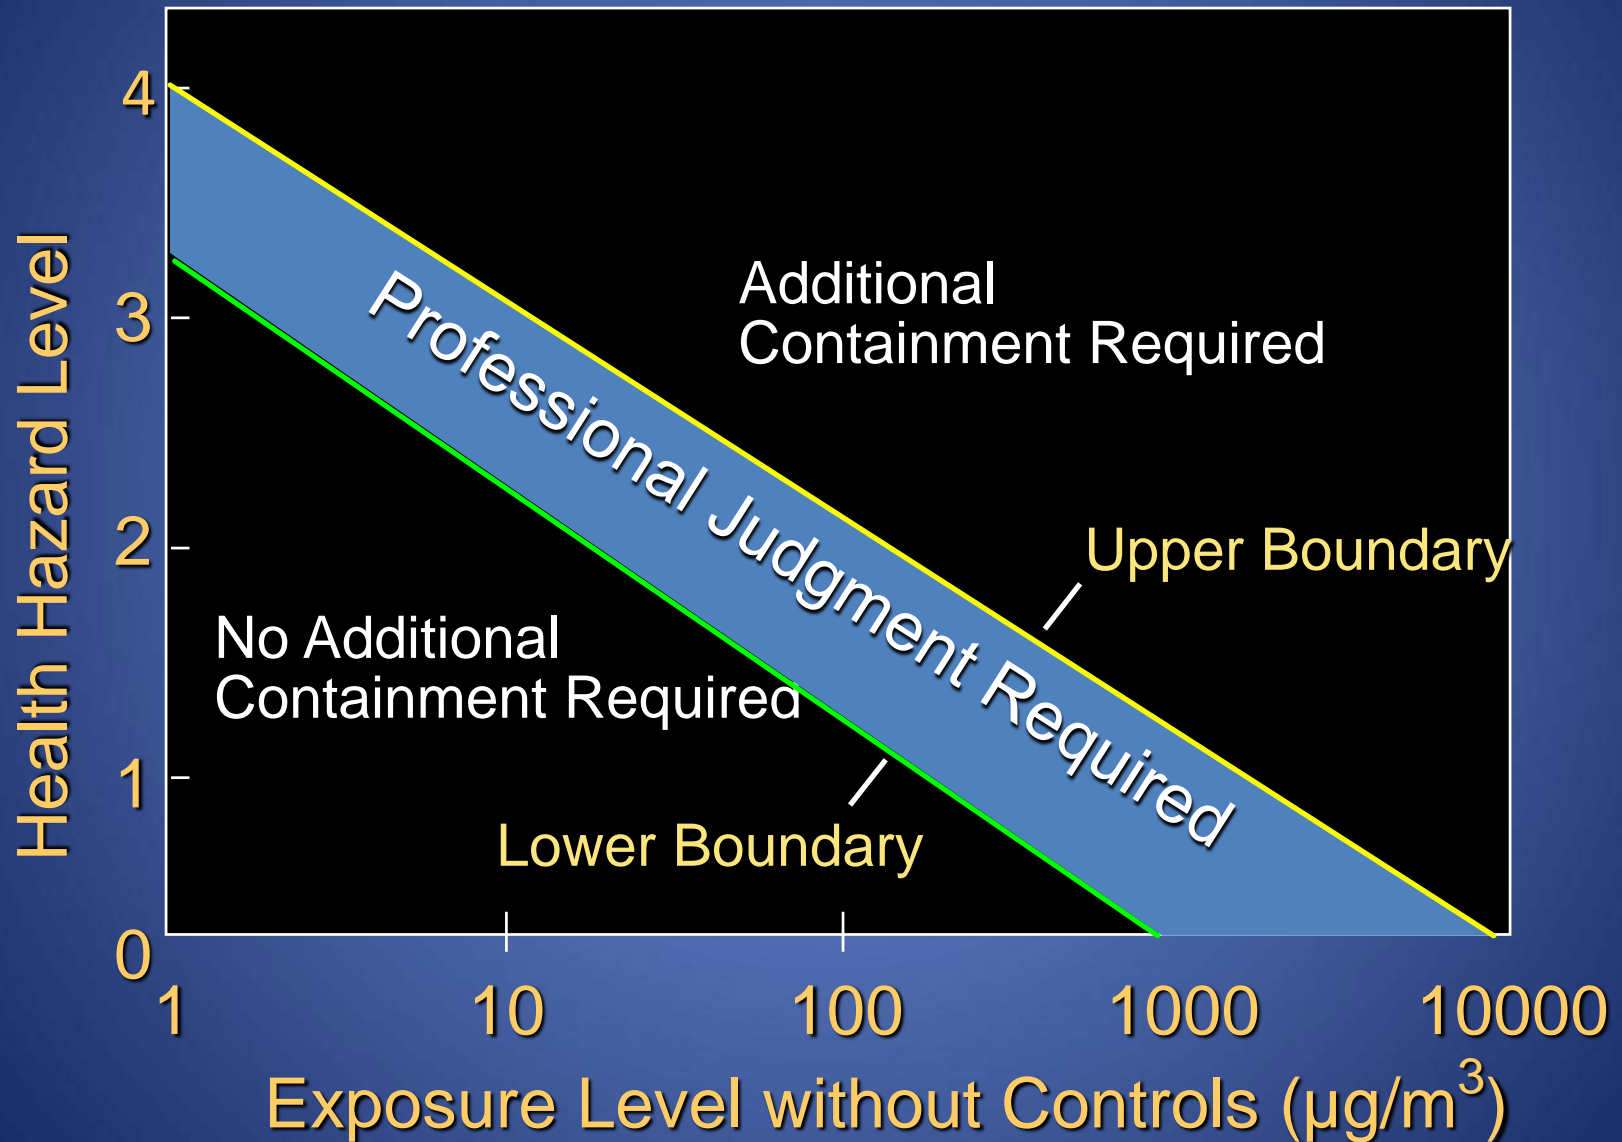 4
3
2
1
0
Health Hazard Level
Additional
Containment Required
Professional Judgment Required
Upper Boundary
No Additional
Containment Required
Lower Boundary
1 10 100 1000 10000
Exposure Level without Controls (µg/m³)